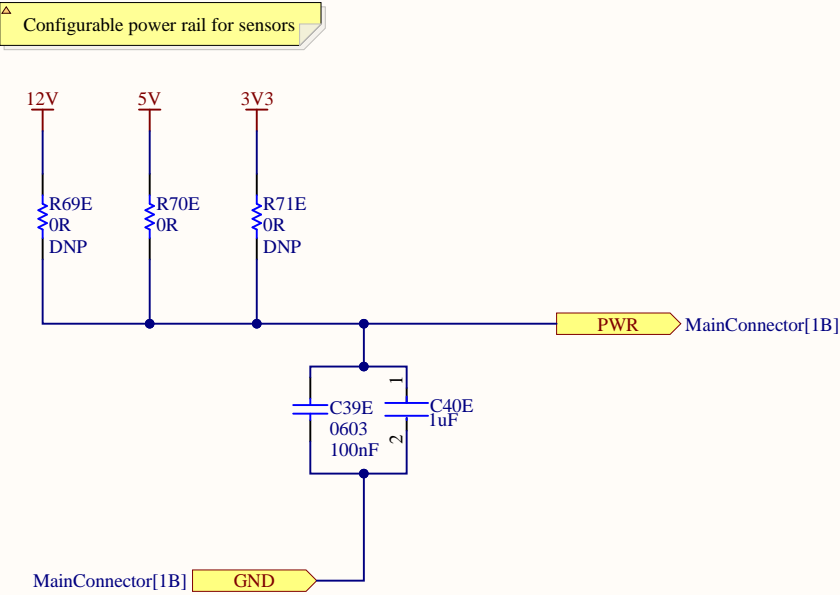 Configurable power rail for sensors
12V
5V
3V3
R69E
0R
DNP
R70E
0R
R71E
0R
DNP
PWR
MainConnector[1B]
C39E
0603
100nF
1
2
C40E
1uF
MainConnector[1B]
GND